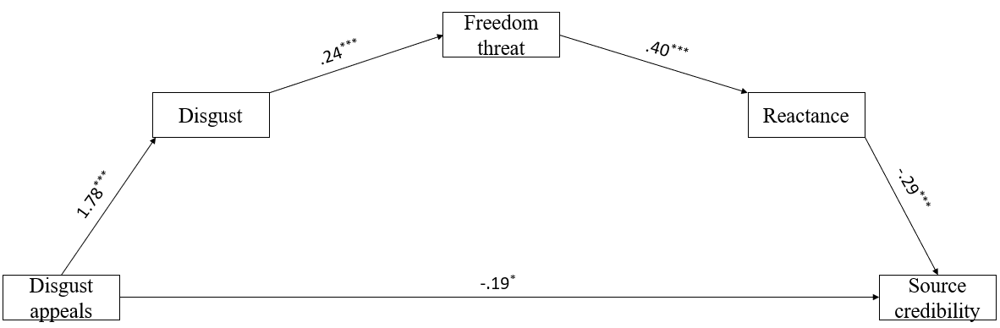 Freedom
threat
.24***
.40***
Disgust
Reactance
1.78***
-.29***
Disgust
appeals
-.19*
Source
credibility